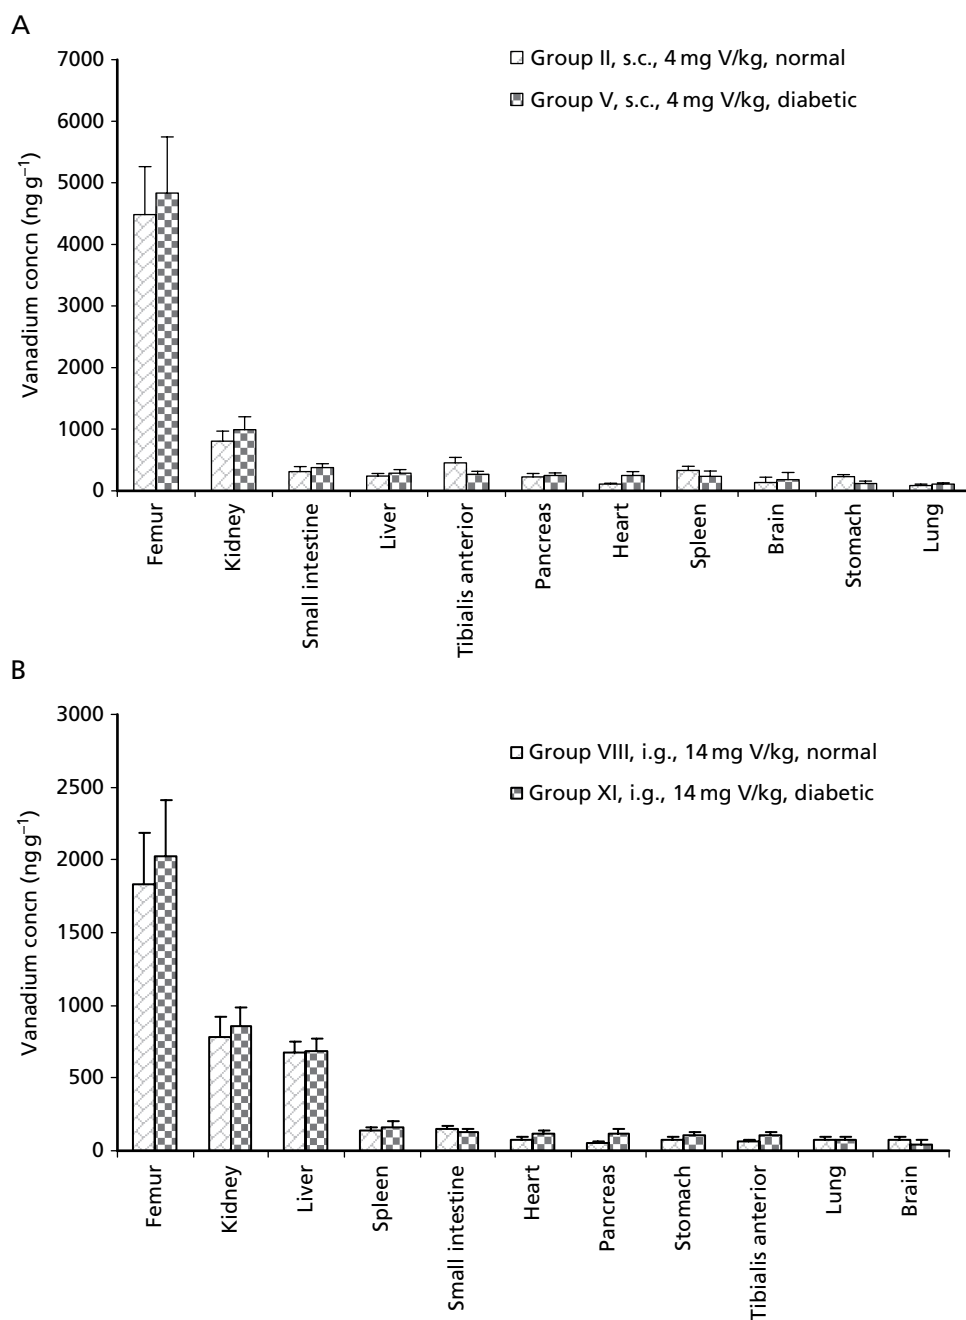 A
7000
6000
5000
4000
3000
2000
1000
0
Vanadium concn (ng g⁻¹)
Group II, s.c., 4 mg V/kg, normal
Group V, s.c., 4 mg V/kg, diabetic
Femur
Kidney
Small intestine
Liver
Tibialis anterior
Pancreas
Heart
Spleen
Brain
Stomach
Lung
B
3000
2500
2000
1500
1000
500
0
Vanadium concn (ng g⁻¹)
Group VIII, i.g., 14 mg V/kg, normal
Group XI, i.g., 14 mg V/kg, diabetic
Femur
Kidney
Liver
Spleen
Small intestine
Heart
Pancreas
Stomach
Tibialis anterior
Lung
Brain